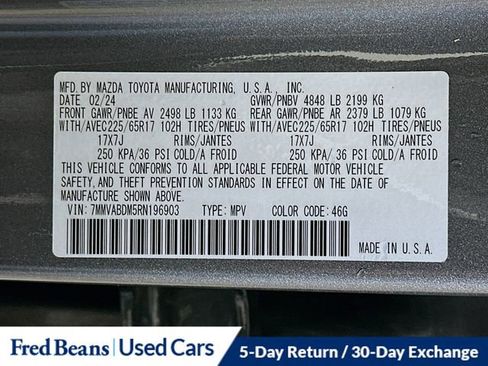 MFD. BY MAZDA TOYOTA MANUFACTURING, U.S.A., INC.
DATE 02/24 GVWR/PNBV 4848 LB 2199 KG
FRONT GAWR/PNBE AV 2498 LB 1133 KG REAR GAWR/PNBE AR 2379 LB 1079 KG
WITH/AVEC225/65R17 102H TIRES/PNEUS WITH/AVEC225/65R17 102H TIRES/PNEUS
17X7J RIMS/JANTES 17X7J RIMS/JANTES
250 KPA/36 PSI COLD/A FROID 250 KPA/36 PSI COLD/A FROID
THIS VEHICLE CONFORMS TO ALL APPLICABLE FEDERAL MOTOR VEHICLE
SAFETY, AND THEFT PREVENTION STANDARDS IN EFFECT ON THE DATE OF
MANUFACTURE SHOWN ABOVE.
VIN: 7MMVABDM5RN196903 TYPE: MPV COLOR CODE: 46G
MADE IN U.S.A.
Fred Beans | Used Cars 5-Day Return / 30-Day Exchange